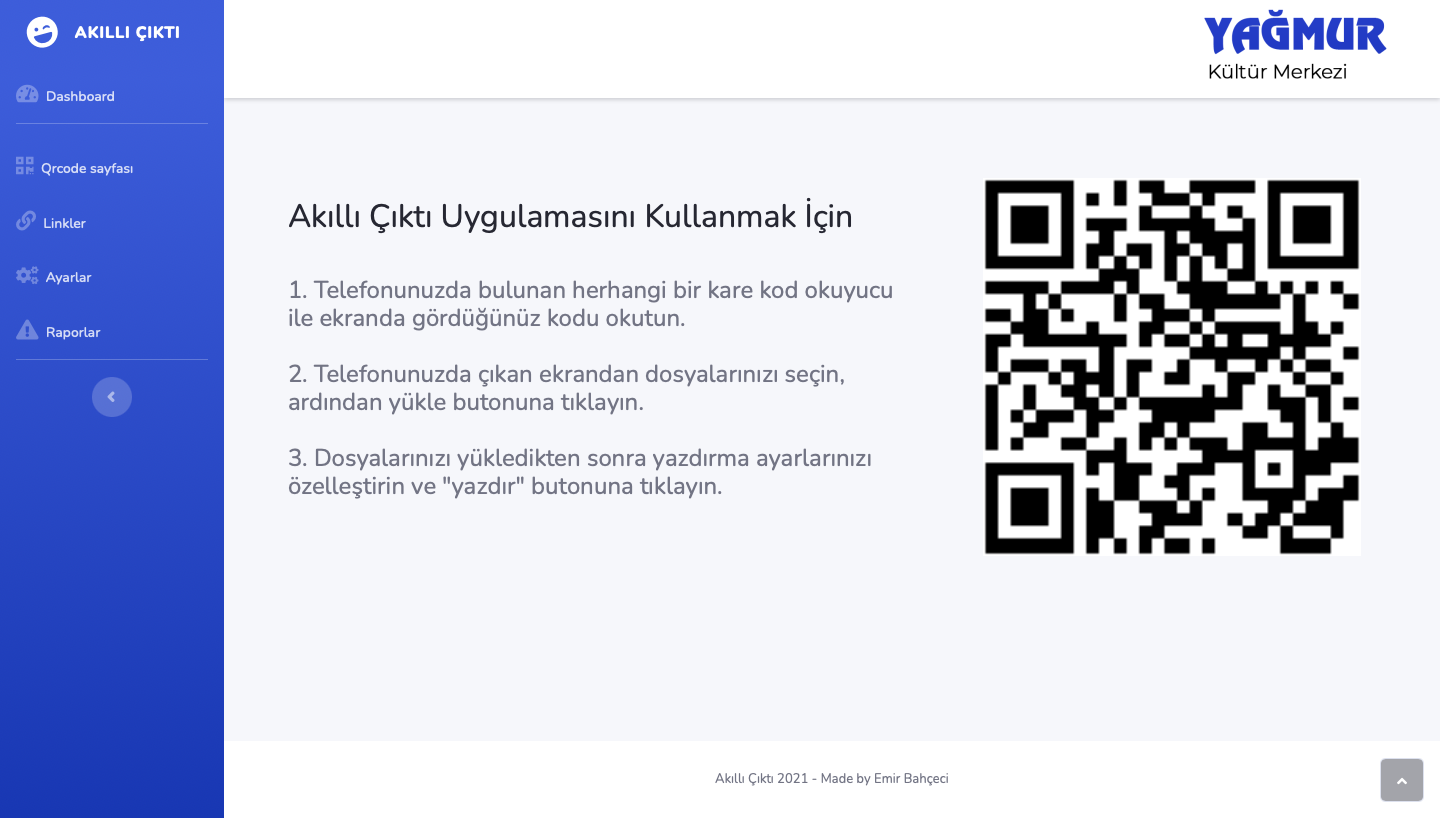 AKILLI ÇIKTI
Dashboard
Qrcode sayfası
Linkler
Ayarlar
Raporlar
YAĞMUR
Kültür Merkezi
Akıllı Çıktı Uygulamasını Kullanmak İçin
1. Telefonunuzda bulunan herhangi bir kare kod okuyucu
ile ekranda gördüğünüz kodu okutun.
2. Telefonunuzda çıkan ekrandan dosyalarınızı seçin,
ardından yükle butonuna tıklayın.
3. Dosyalarınızı yükledikten sonra yazdırma ayarlarınızı
özelleştirin ve "yazdır" butonuna tıklayın.
Akıllı Çıktı 2021 - Made by Emir Bahçeci